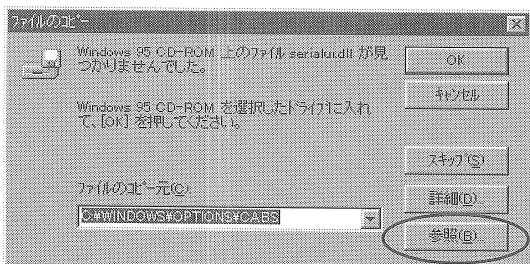 ファイルのコピー
Windows 95 CD-ROM 上のファイル serialui.dll が見
つかりませんでした。
OK
キャンセル
Windows 95 CD-ROM を選択したドライブに入れ
て、[OK] を押してください。
スキップ(S)
ファイルのコピー元(C):
詳細(D)...
C:¥WINDOWS¥OPTIONS¥CABS
参照(B)...